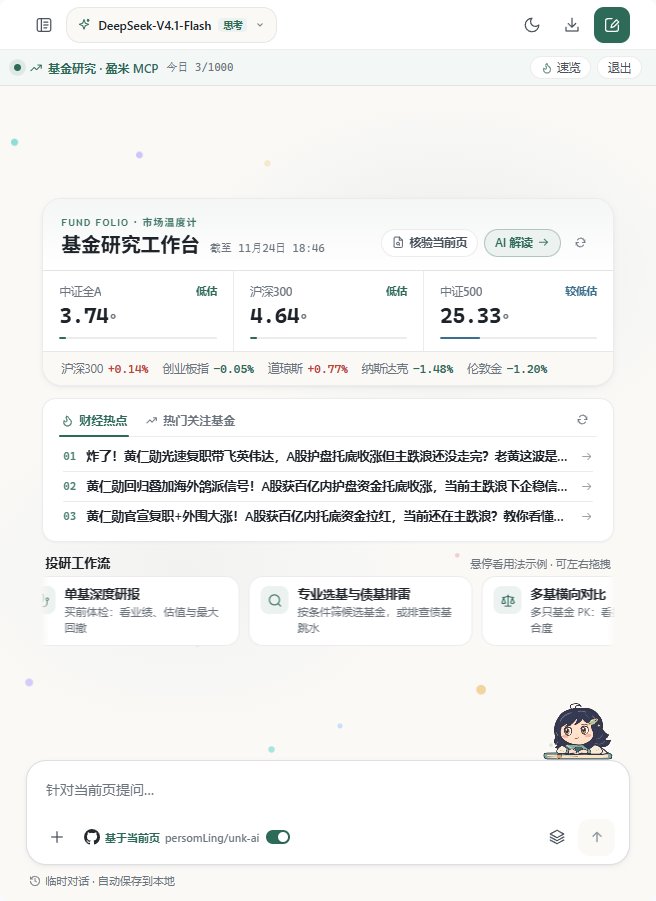 DeepSeek-V4.1-Flash 思考
基金研究 · 盈米 MCP 今日 3/1000 速览 退出
FUND FOLIO · 市场温度计
基金研究工作台 截至 11月24日 18:46 核验当前页 AI 解读 →
中证全A 低估 沪深300 低估 中证500 较低估
3.74° 4.64° 25.33°
沪深300 +0.14% 创业板指 -0.05% 道琼斯 +0.77% 纳斯达克 -1.48% 伦敦金 -1.20%
财经热点 热门关注基金
01 炸了！黄仁勋光速复职带飞英伟达，A股护盘托底收涨但主跌浪还没走完？老黄这波是... →
02 黄仁勋回归叠加海外鸽派信号！A股获百亿内护盘资金托底收涨，当前主跌浪下企稳信... →
03 黄仁勋官宣复职+外围大涨！A股获百亿内托底资金拉红，当前还在主跌浪？教你看懂... →
投研工作流 悬停看用法示例 · 可左右拖拽
单基深度研报 专业选基与债基排雷 多基横向对比
买前体检：看业绩、估值与最大 按条件筛候选基金，或排查债基 多只基金 PK：看
回撤 跳水 合度
针对当前页提问...
基于当前页 persomLing/unk-ai
临时对话 · 自动保存到本地